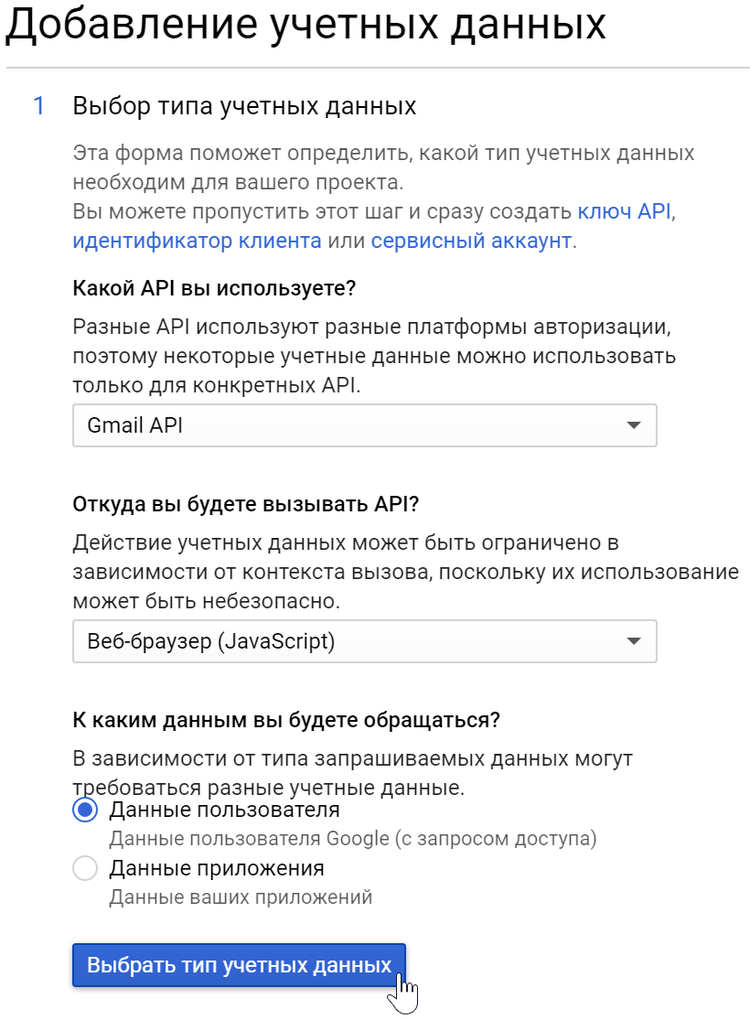 Добавление учетных данных
1 Выбор типа учетных данных
Эта форма поможет определить, какой тип учетных данных
необходим для вашего проекта.
Вы можете пропустить этот шаг и сразу создать ключ API,
идентификатор клиента или сервисный аккаунт.
Какой API вы используете?
Разные API используют разные платформы авторизации,
поэтому некоторые учетные данные можно использовать
только для конкретных API.
Gmail API
Откуда вы будете вызывать API?
Действие учетных данных может быть ограничено в
зависимости от контекста вызова, поскольку их использование
может быть небезопасно.
Веб-браузер (JavaScript)
К каким данным вы будете обращаться?
В зависимости от типа запрашиваемых данных могут
требоваться разные учетные данные.
Данные пользователя
Данные пользователя Google (с запросом доступа)
Данные приложения
Данные ваших приложений
Выбрать тип учетных данных